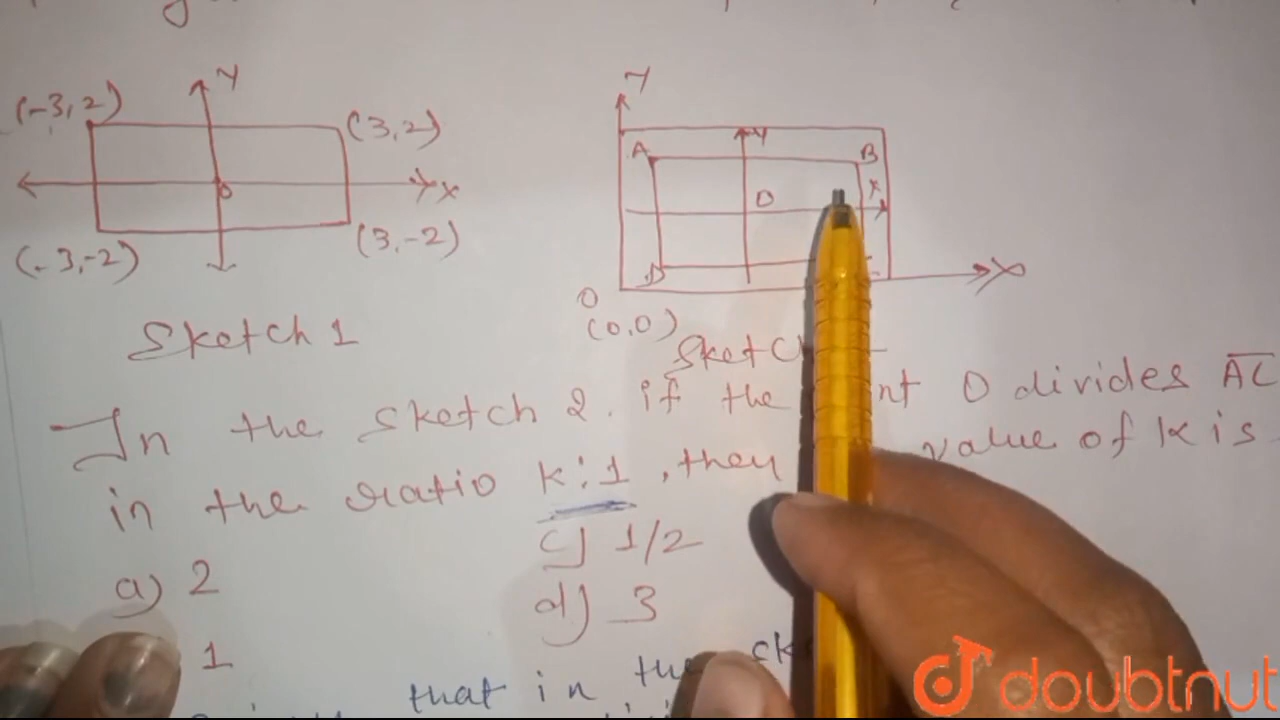 Y
(-3,2)
(3,2)
O
X
(-3,-2)
(3,-2)
Sketch 1
Y
A
Y
B
O
X
D
X
O
(0,0)
In the sketch 2. if the O divides AC
in the ratio k:1, then value of k is
a) 2
c) 1/2
d) 3
1
that in the
doubtnut